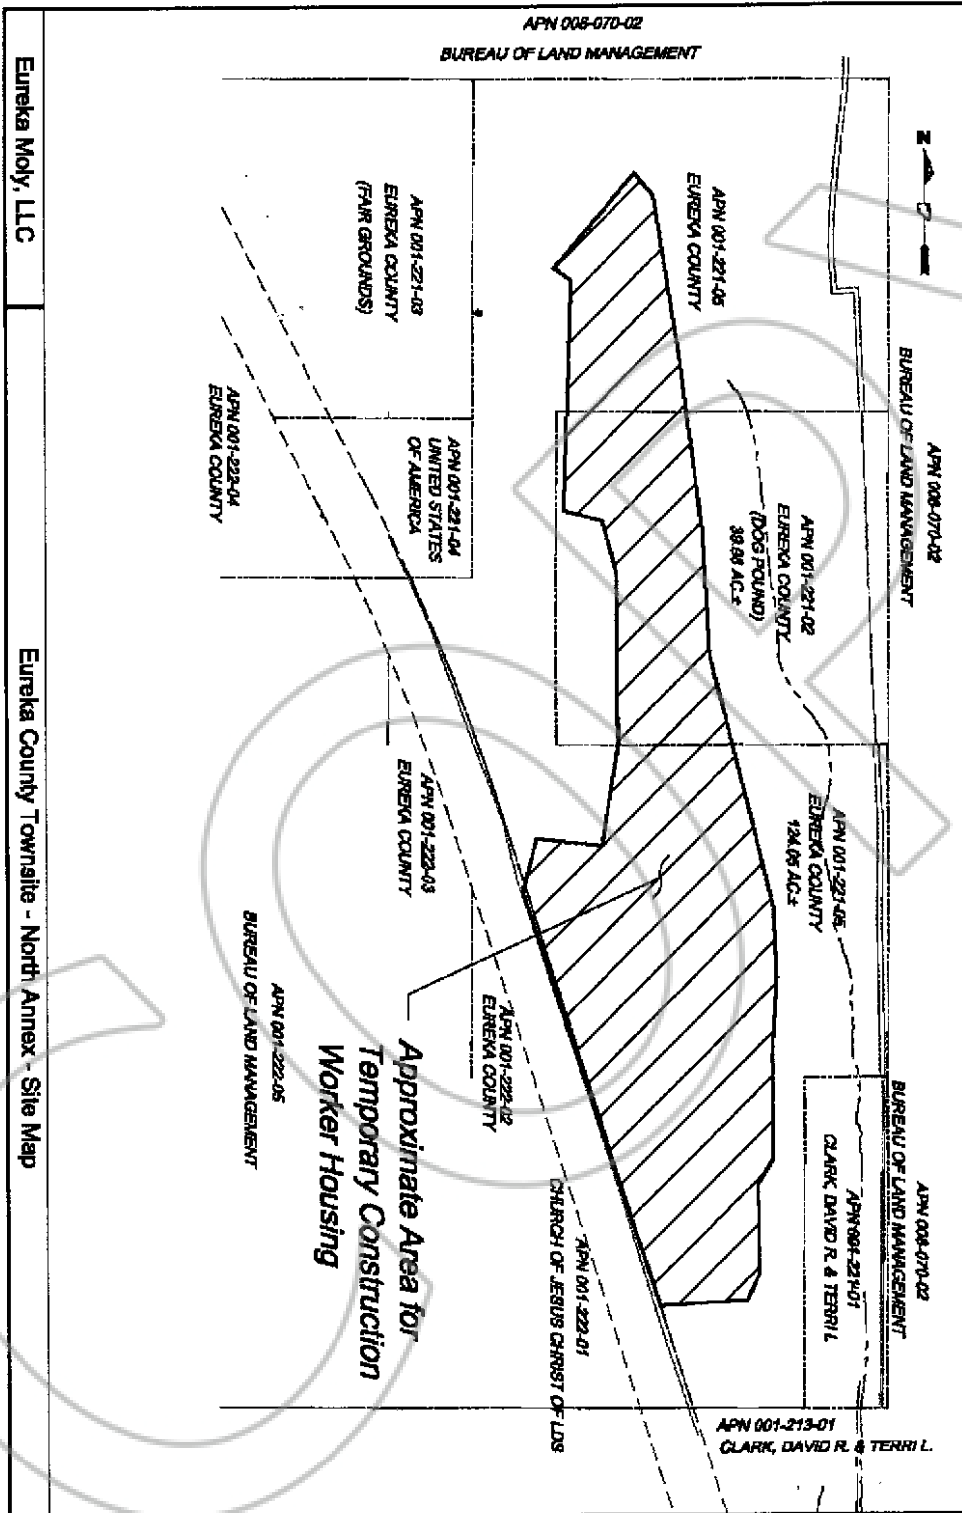 APN 008-070-02
BUREAU OF LAND MANAGEMENT
N
APN 008-070-02
BUREAU OF LAND MANAGEMENT
APN 008-070-02
BUREAU OF LAND MANAGEMENT
APN 001-221-05
EUREKA COUNTY
APN 001-221-02
EUREKA COUNTY
(DOG POUND)
39.98 AC.±
APN 001-221-05
EUREKA COUNTY
124.05 AC.±
APN 001-221-01
CLARK, DAVID R. & TERRI L.
APN 001-213-01
CLARK, DAVID R. & TERRI L.
APN 001-221-03
EUREKA COUNTY
(FAIR GROUNDS)
APN 001-221-04
UNITED STATES
OF AMERICA
APN 001-222-04
EUREKA COUNTY
APN 001-222-03
EUREKA COUNTY
APN 001-222-02
EUREKA COUNTY
APN 001-222-01
CHURCH OF JESUS CHRIST OF LDS
APN 001-222-05
BUREAU OF LAND MANAGEMENT
Approximate Area for
Temporary Construction
Worker Housing
Eureka Moly, LLC
Eureka County Townsite - North Annex - Site Map
COPY